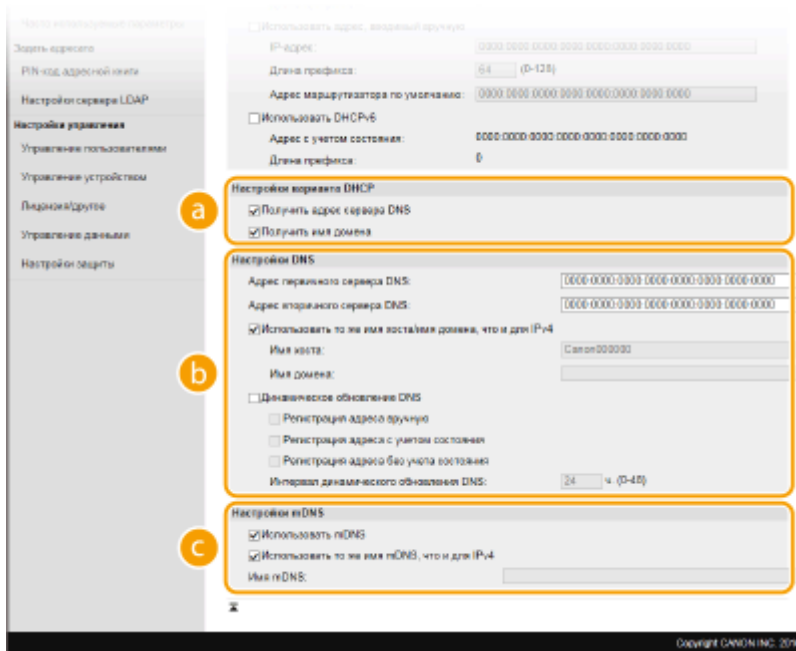 Часто используемые параметры
Задать адресата
PIN-код адресной книги
Настройки сервера LDAP
Настройки управления
Управление пользователями
Управление устройством
Лицензия/другое
Управление данными
Настройки защиты
Использовать адрес, вводимый вручную
IP-адрес: 0000:0000:0000:0000:0000:0000:0000:0000
Длина префикса: 64 (0-128)
Адрес маршрутизатора по умолчанию: 0000:0000:0000:0000:0000:0000:0000:0000
Использовать DHCPv6
Адрес с учетом состояния: 0000:0000:0000:0000:0000:0000:0000:0000
Длина префикса: 0
a
Настройки варианта DHCP
Получить адрес сервера DNS
Получить имя домена
b
Настройки DNS
Адрес первичного сервера DNS: 0000:0000:0000:0000:0000:0000:0000:0000
Адрес вторичного сервера DNS: 0000:0000:0000:0000:0000:0000:0000:0000
Использовать то же имя хоста/имя домена, что и для IPv4
Имя хоста: Canon000000
Имя домена:
Динамическое обновление DNS
Регистрация адреса вручную
Регистрация адреса с учетом состояния
Регистрация адреса без учета состояния
Интервал динамического обновления DNS: 24 ч. (0-48)
c
Настройки mDNS
Использовать mDNS
Использовать то же имя mDNS, что и для IPv4
Имя mDNS:
Copyright CANON INC. 201